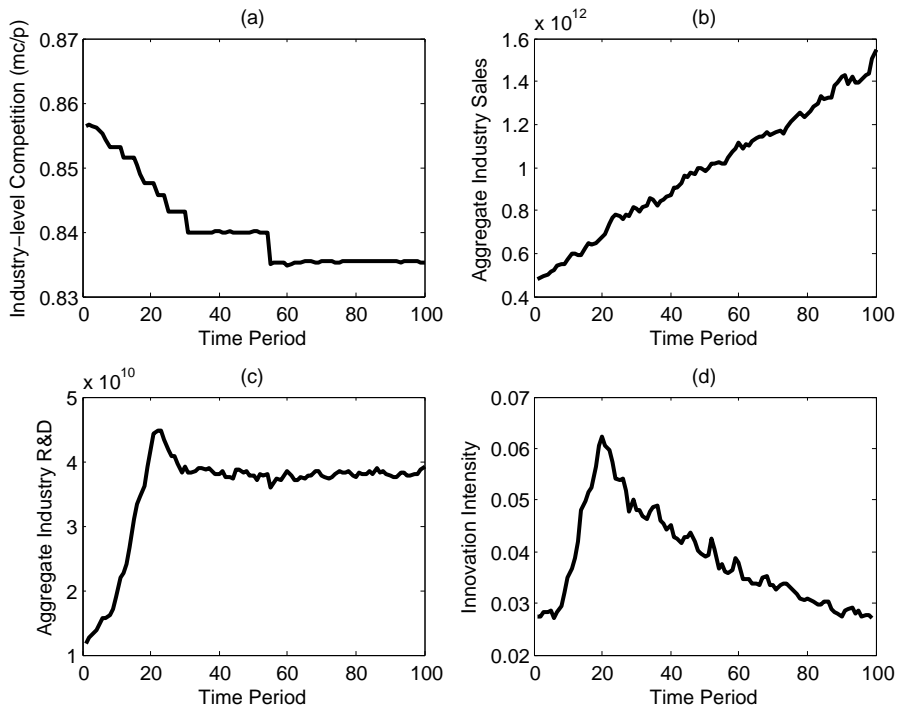 (a)
Industry−level Competition (mc/p)
0.87
0.86
0.85
0.84
0.83
0 20 40 60 80 100
Time Period
(b)
x 10^12
Aggregate Industry Sales
1.6
1.4
1.2
1
0.8
0.6
0.4
0 20 40 60 80 100
Time Period
(c)
x 10^10
Aggregate Industry R&D
5
4
3
2
1
0 20 40 60 80 100
Time Period
(d)
Innovation Intensity
0.07
0.06
0.05
0.04
0.03
0.02
0 20 40 60 80 100
Time Period